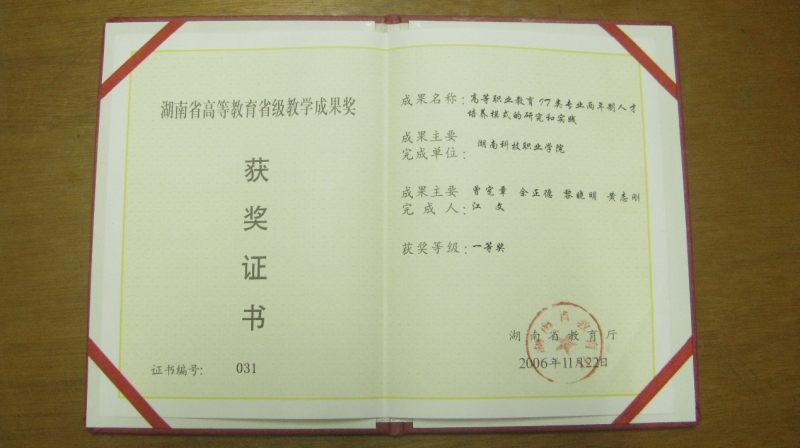 湖南省高等教育省级教学成果奖
获奖证书
证书编号: 031
成果名称: 高等职业教育77类专业两年制人才
培养模式的研究和实践
成果主要
完成单位: 湖南科技职业学院
成果主要
完成人: 曾宪章 余正德 黎晓明 黄志刚
江文
获奖等级: 一等奖
湖南省教育厅
2006年11月22日